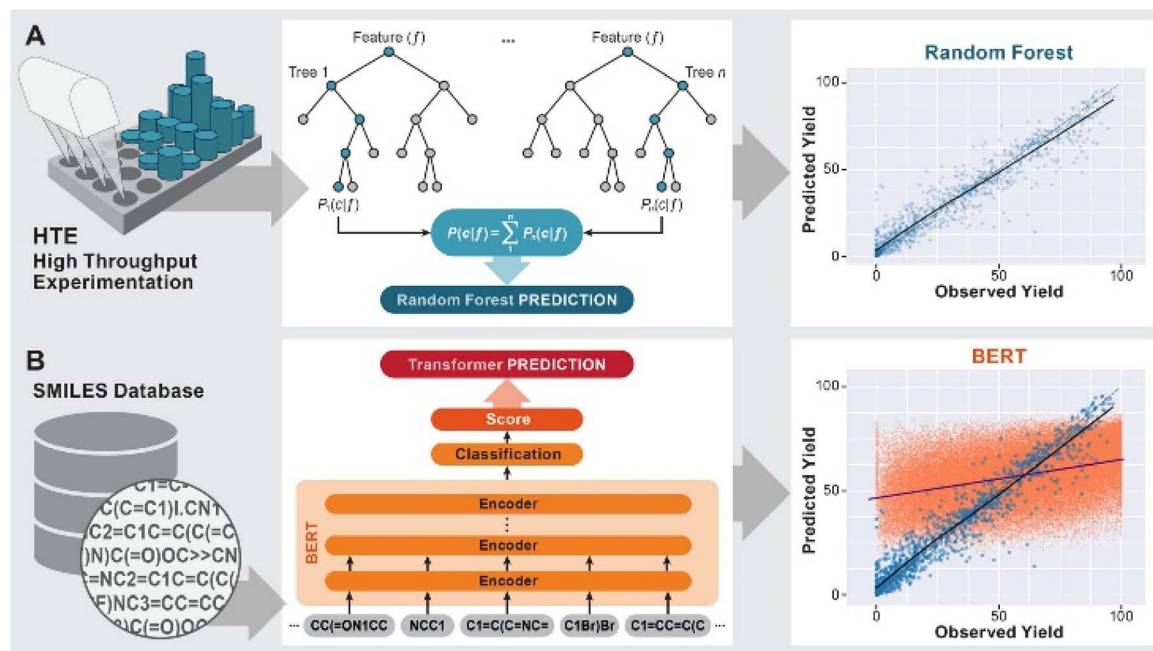 A
HTE
High Throughput
Experimentation
Feature (f)
...
Feature (f)
Tree 1
Tree n
P₁(c|f)
Pₙ(c|f)
P(c|f) = ∑ⁿ₁ Pₙ(c|f)
Random Forest PREDICTION
Random Forest
Predicted Yield
100
50
0
0
50
100
Observed Yield
B
SMILES Database
C1=C-
C(C=C1)I.CN1
C2=C1C=C(C(=C
)N)C(=O)OC>>CN
=NC2=C1C=C(C(
F)NC3=CC=CC
)C(=O)OC
Transformer PREDICTION
Score
Classification
BERT
Encoder
⋮
Encoder
Encoder
... CC(=ON1CC NCC1 C1=C(C=NC= C1Br)Br C1=CC=C(C ...
BERT
Predicted Yield
100
50
0
0
50
100
Observed Yield